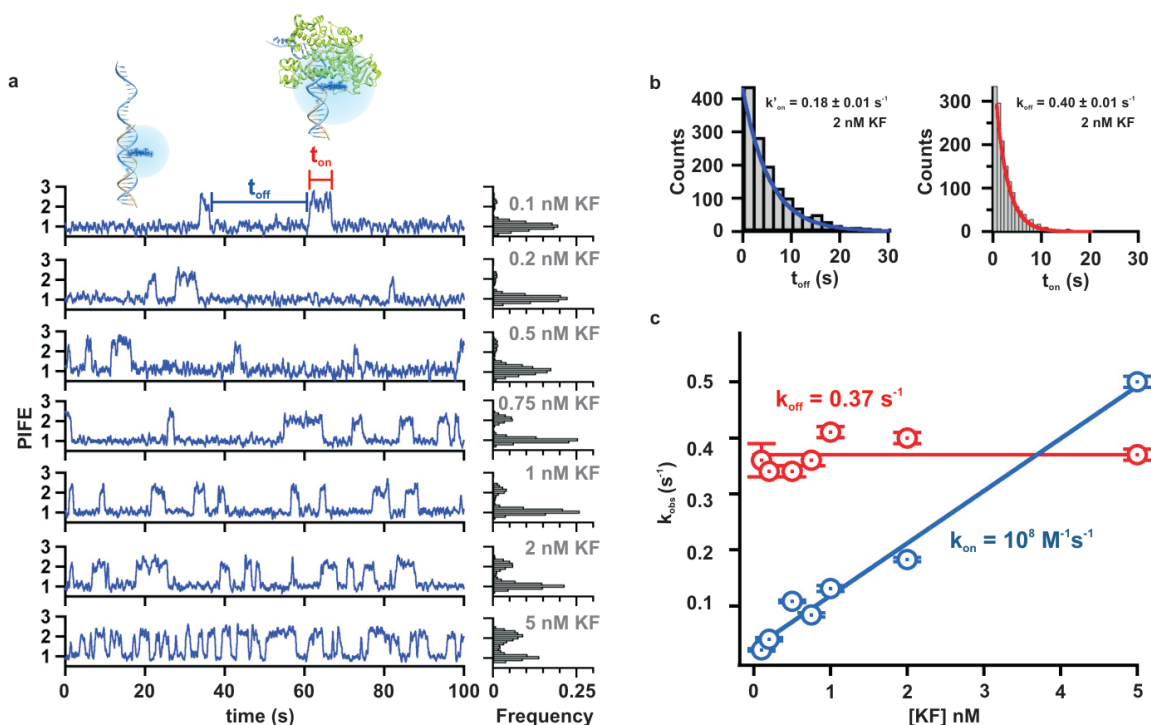 a
t_on
t_off
3
2
1
0.1 nM KF
3
2
1
0.2 nM KF
3
2
1
0.5 nM KF
3
2
1
0.75 nM KF
3
2
1
1 nM KF
3
2
1
2 nM KF
3
2
1
5 nM KF
PIFE
0 20 40 60 80 100
time (s)
0 0.25
Frequency
b
400
300
200
100
0
Counts
k'on = 0.18 ± 0.01 s⁻¹
2 nM KF
0 10 20 30
t_off (s)
300
200
100
0
Counts
k_off = 0.40 ± 0.01 s⁻¹
2 nM KF
0 10 20 30
t_on (s)
c
0.5
0.4
0.3
0.2
0.1
k_obs (s⁻¹)
k_off = 0.37 s⁻¹
k_on = 10⁸ M⁻¹s⁻¹
0 1 2 3 4 5
[KF] nM